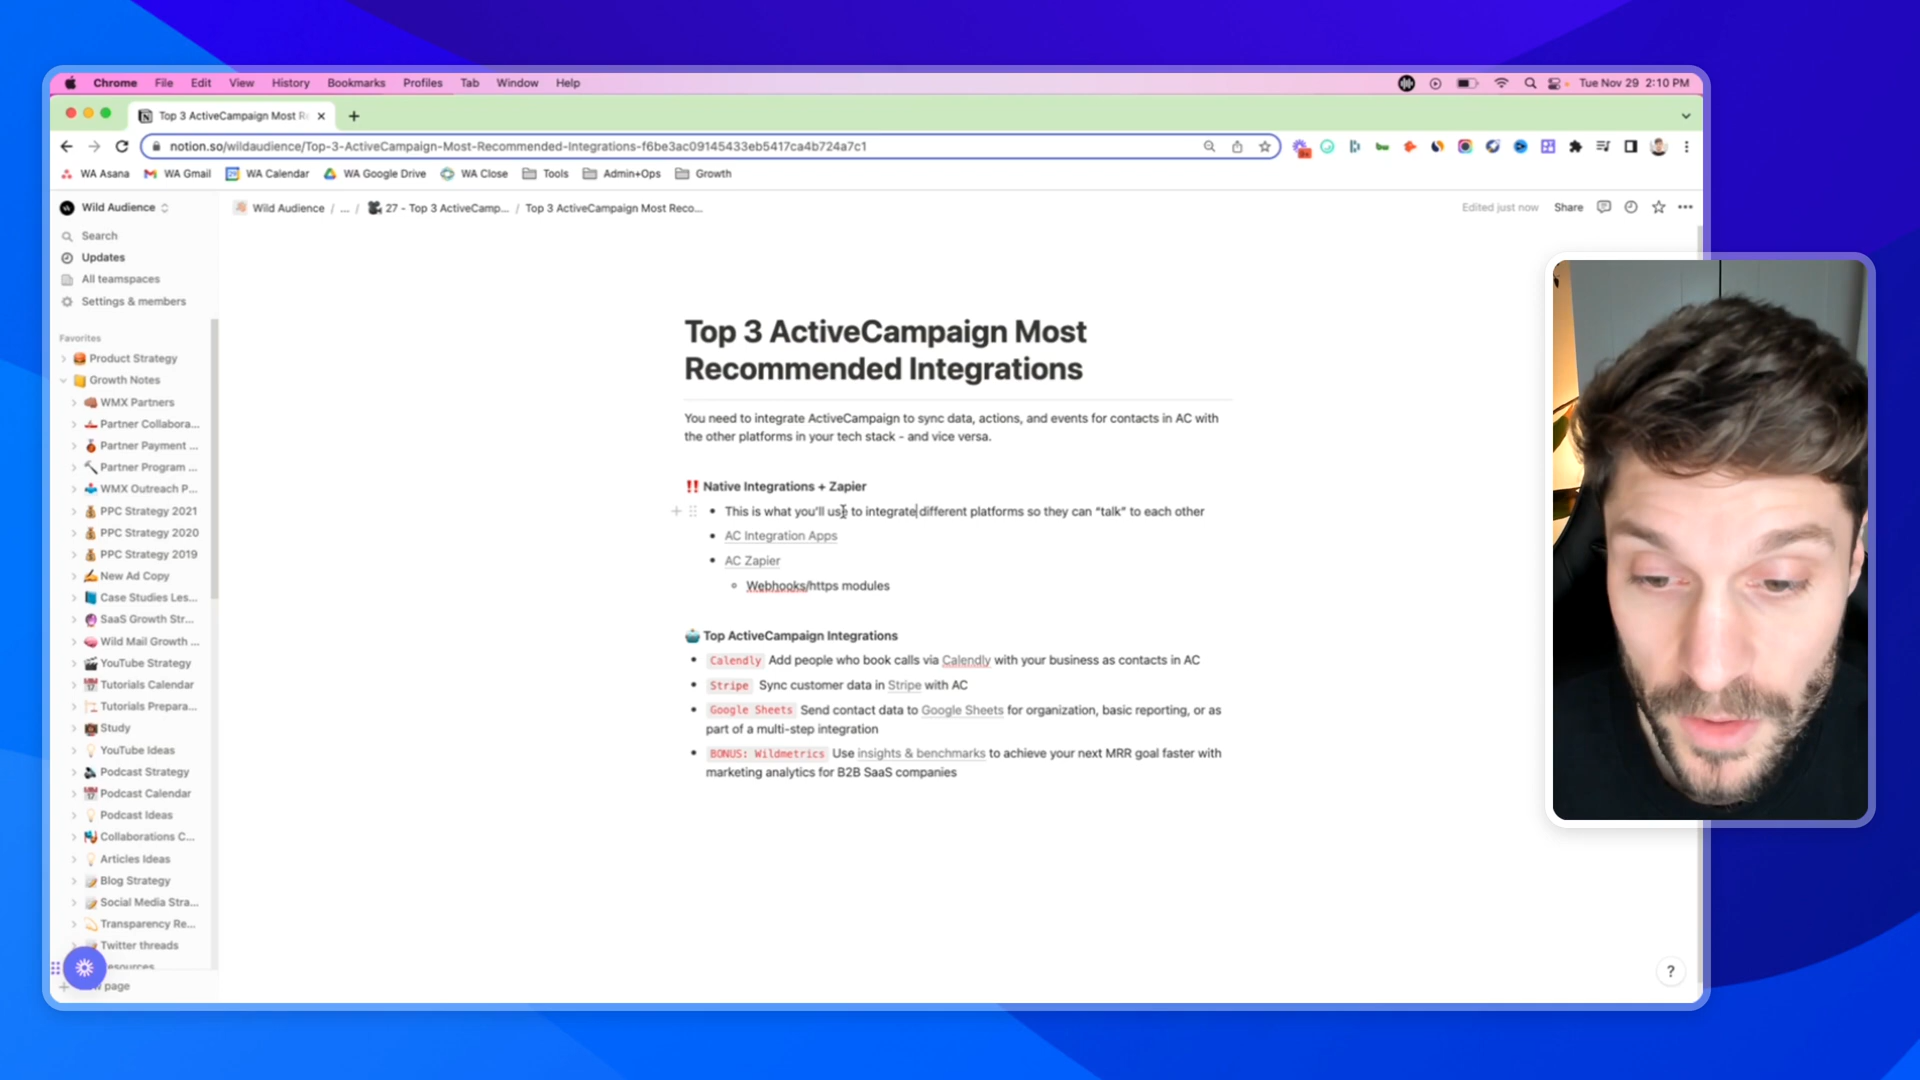 Chrome File Edit View History Bookmarks Profiles Tab Window Help Tue Nov 29 2:10 PM
Top 3 ActiveCampaign Most R
notion.so/wildaudience/Top-3-ActiveCampaign-Most-Recommended-Integrations-f6be3ac09145433eb5417ca4b724a7c1
WA Asana WA Gmail WA Calendar WA Google Drive WA Close Tools Admin+Ops Growth
Wild Audience
Wild Audience / ... / 27 - Top 3 ActiveCamp... / Top 3 ActiveCampaign Most Reco...
Edited just now Share
Search
Updates
All teamspaces
Settings & members
Favorites
Product Strategy
Growth Notes
WMX Partners
Partner Collabora...
Partner Payment ...
Partner Program ...
WMX Outreach P...
PPC Strategy 2021
PPC Strategy 2020
PPC Strategy 2019
New Ad Copy
Case Studies Les...
SaaS Growth Str...
Wild Mail Growth ...
YouTube Strategy
Tutorials Calendar
Tutorials Prepara...
Study
YouTube Ideas
Podcast Strategy
Podcast Calendar
Podcast Ideas
Collaborations C...
Articles Ideas
Blog Strategy
Social Media Stra...
Transparency Re...
Twitter threads
page
Top 3 ActiveCampaign Most
Recommended Integrations
You need to integrate ActiveCampaign to sync data, actions, and events for contacts in AC with
the other platforms in your tech stack - and vice versa.
‼️ Native Integrations + Zapier
This is what you'll use to integrate different platforms so they can “talk” to each other
AC Integration Apps
AC Zapier
Webhooks/https modules
Top ActiveCampaign Integrations
Calendly Add people who book calls via Calendly with your business as contacts in AC
Stripe Sync customer data in Stripe with AC
Google Sheets Send contact data to Google Sheets for organization, basic reporting, or as
part of a multi-step integration
BONUS: Wildmetrics Use insights & benchmarks to achieve your next MRR goal faster with
marketing analytics for B2B SaaS companies
?